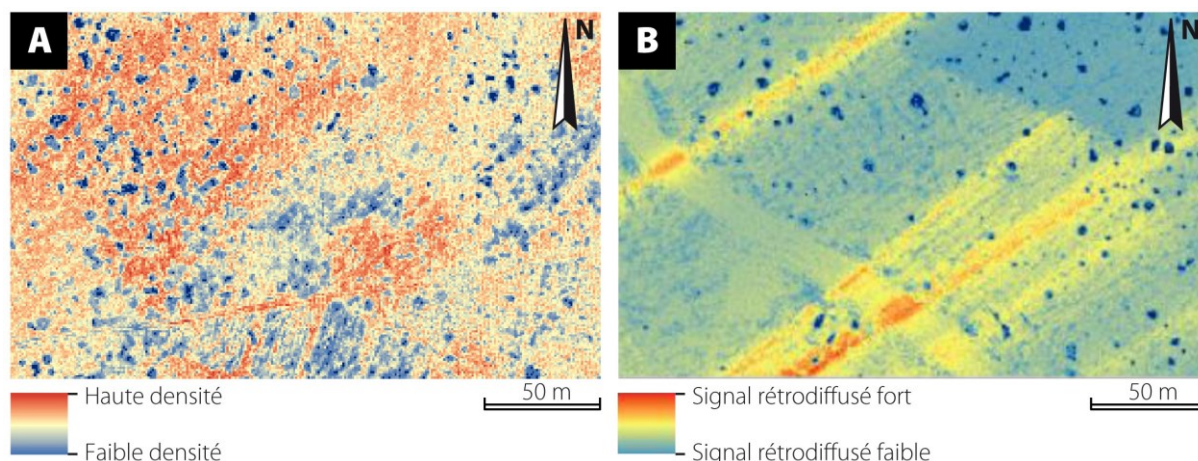 A
N
B
N
Haute densité
Faible densité
50 m
Signal rétrodiffusé fort
Signal rétrodiffusé faible
50 m